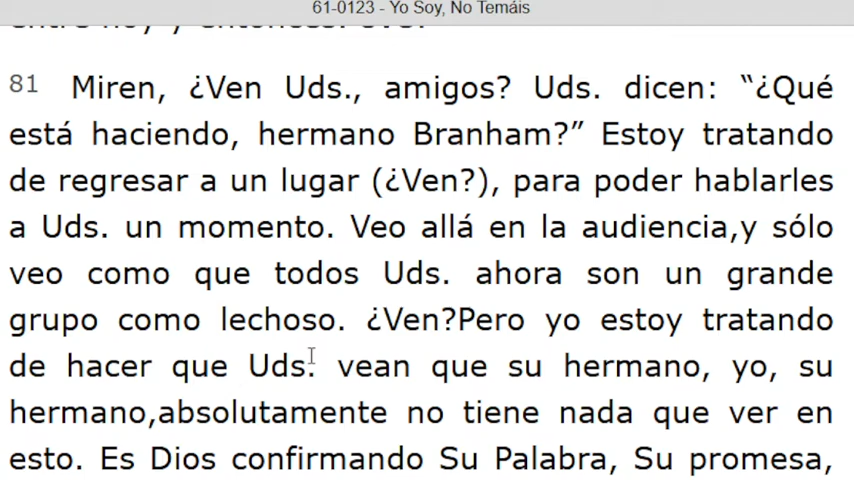 61-0123 - Yo Soy, No Temáis
81 Miren, ¿Ven Uds., amigos? Uds. dicen: “¿Qué
está haciendo, hermano Branham?” Estoy tratando
de regresar a un lugar (¿Ven?), para poder hablarles
a Uds. un momento. Veo allá en la audiencia,y sólo
veo como que todos Uds. ahora son un grande
grupo como lechoso. ¿Ven?Pero yo estoy tratando
de hacer que Uds. vean que su hermano, yo, su
hermano,absolutamente no tiene nada que ver en
esto. Es Dios confirmando Su Palabra, Su promesa,